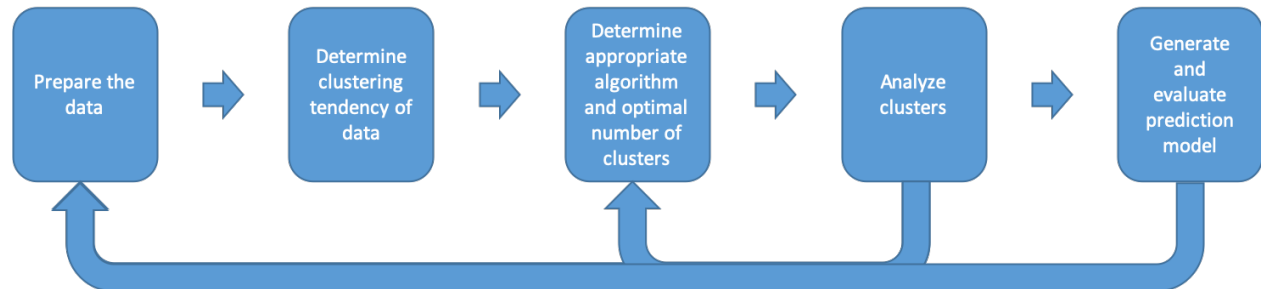 Prepare the
data
Determine
clustering
tendency of
data
Determine
appropriate
algorithm
and optimal
number of
clusters
Analyze
clusters
Generate
and
evaluate
prediction
model